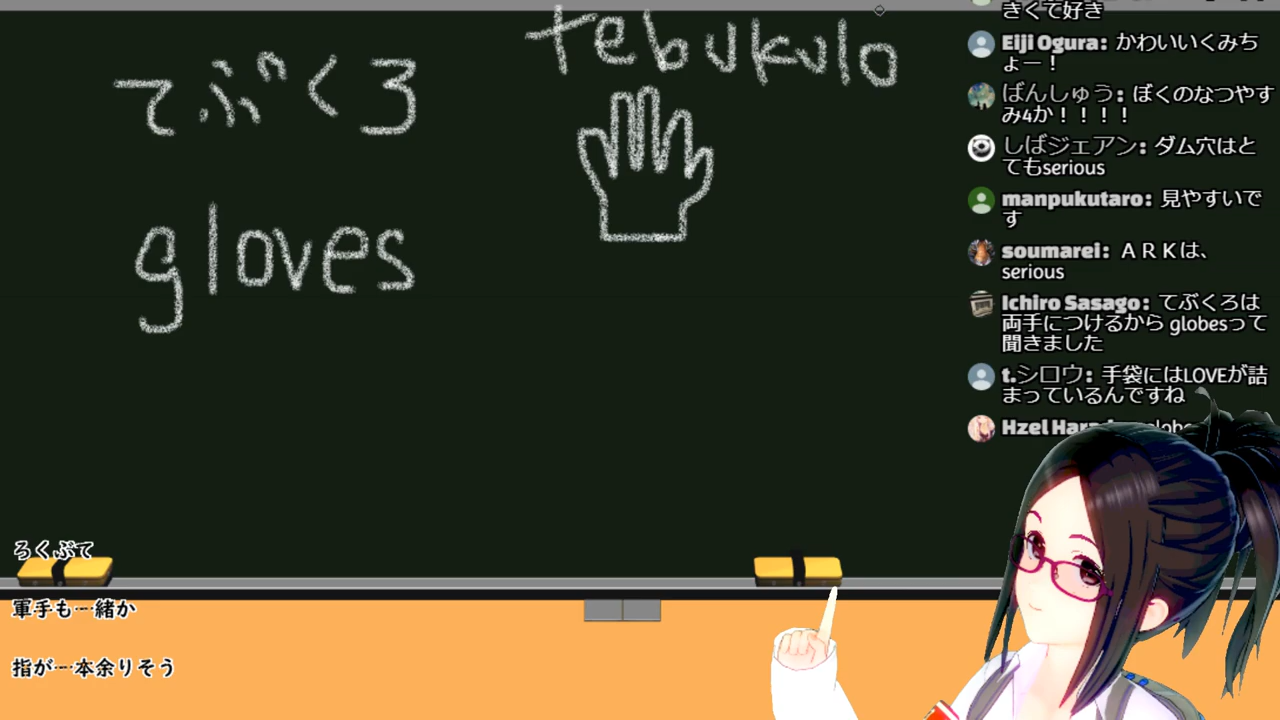 てぶくろ
tebukulo
gloves
きくて好き
Eiji Ogura: かわいいくみち
ょー！
ばんしゅう: ぼくのなつやす
み4か！！！！
しばジェアン: ダム穴はと
てもserious
manpukutaro: 見やすいで
す
soumarei: ＡＲＫは、
serious
Ichiro Sasago: てぶくろは
両手につけるから globesって
聞きました
t.シロウ: 手袋にはLOVEが詰
まっているんですね
Hzel
ろくぶて
軍手も一緒か
指が一本余りそう